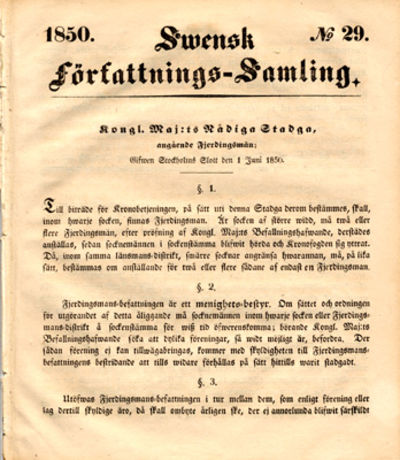 1850.
Swensk
№ 29.
Författnings-Samling.
Kongl. Maj:ts Nådiga Stadga,
angående Fjerdingsmän;
Gifwen Stockholms Slott den 1 Juni 1850.
§ 1.
Till biträde för Kronobetjeningen, på sätt uti denna Stadga derom bestämmes, skall,
inom hwarje socken, finnas Fjerdingsman. Är socken af större widd, må twå eller
flere Fjerdingsmän, efter pröfning af Kongl. Maj:ts Befallningshafwande, derstädes
anställas, sedan socknemännen i sockenstämma blifwit hörda och Kronofogden sig yttrat.
Då, inom samma länsmans-distrikt, smärre socknar angränsa hwarannan, må, på lika
sätt, bestämmas om anställande för twå eller flere sådane af endast en Fjerdingsman.
§ 2.
Fjerdingsmans-befattningen är ett menighets-bestyr. Om sättet och ordningen
för utgörandet af detta åliggande må socknemännen inom hwarje socken eller Fjerdings-
mans-distrikt å sockenstämma för wiß tid öfwerenskomma; börande Kongl. Maj:ts
Befallningshafwande söka att dylika föreningar, så widt möjligt är, befordra. Der
sådan förening ej kan tillwägabringas, kommer med skyldigheten till Fjerdingsmans-
befattningens bestridande att tills widare förhållas på sätt hittills warit stadgadt.
§ 3.
Utöfwas Fjerdingsmans-befattningen i tur mellan dem, som enligt förening eller
lag dertill skyldige äro, då skall ombyte årligen ske, der ej annorlunda blifwit särskildt